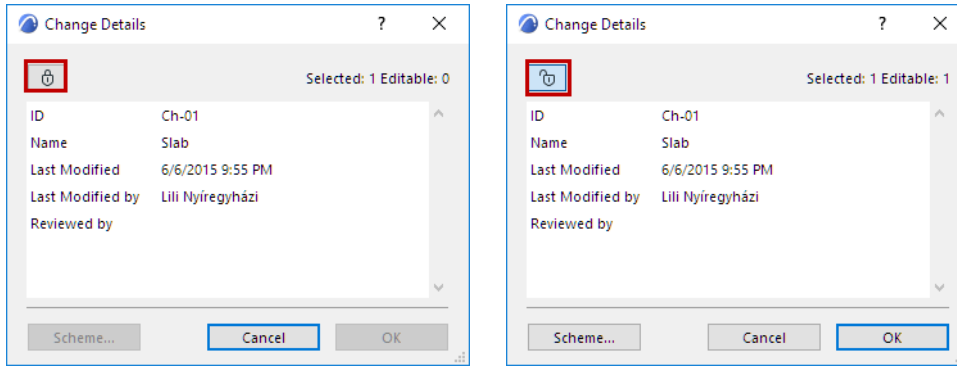 Change Details ?
Selected: 1 Editable: 0
ID Ch-01
Name Slab
Last Modified 6/6/2015 9:55 PM
Last Modified by Lili Nyíregyházi
Reviewed by
Scheme... Cancel OK
Change Details ?
Selected: 1 Editable: 1
ID Ch-01
Name Slab
Last Modified 6/6/2015 9:55 PM
Last Modified by Lili Nyíregyházi
Reviewed by
Scheme... Cancel OK